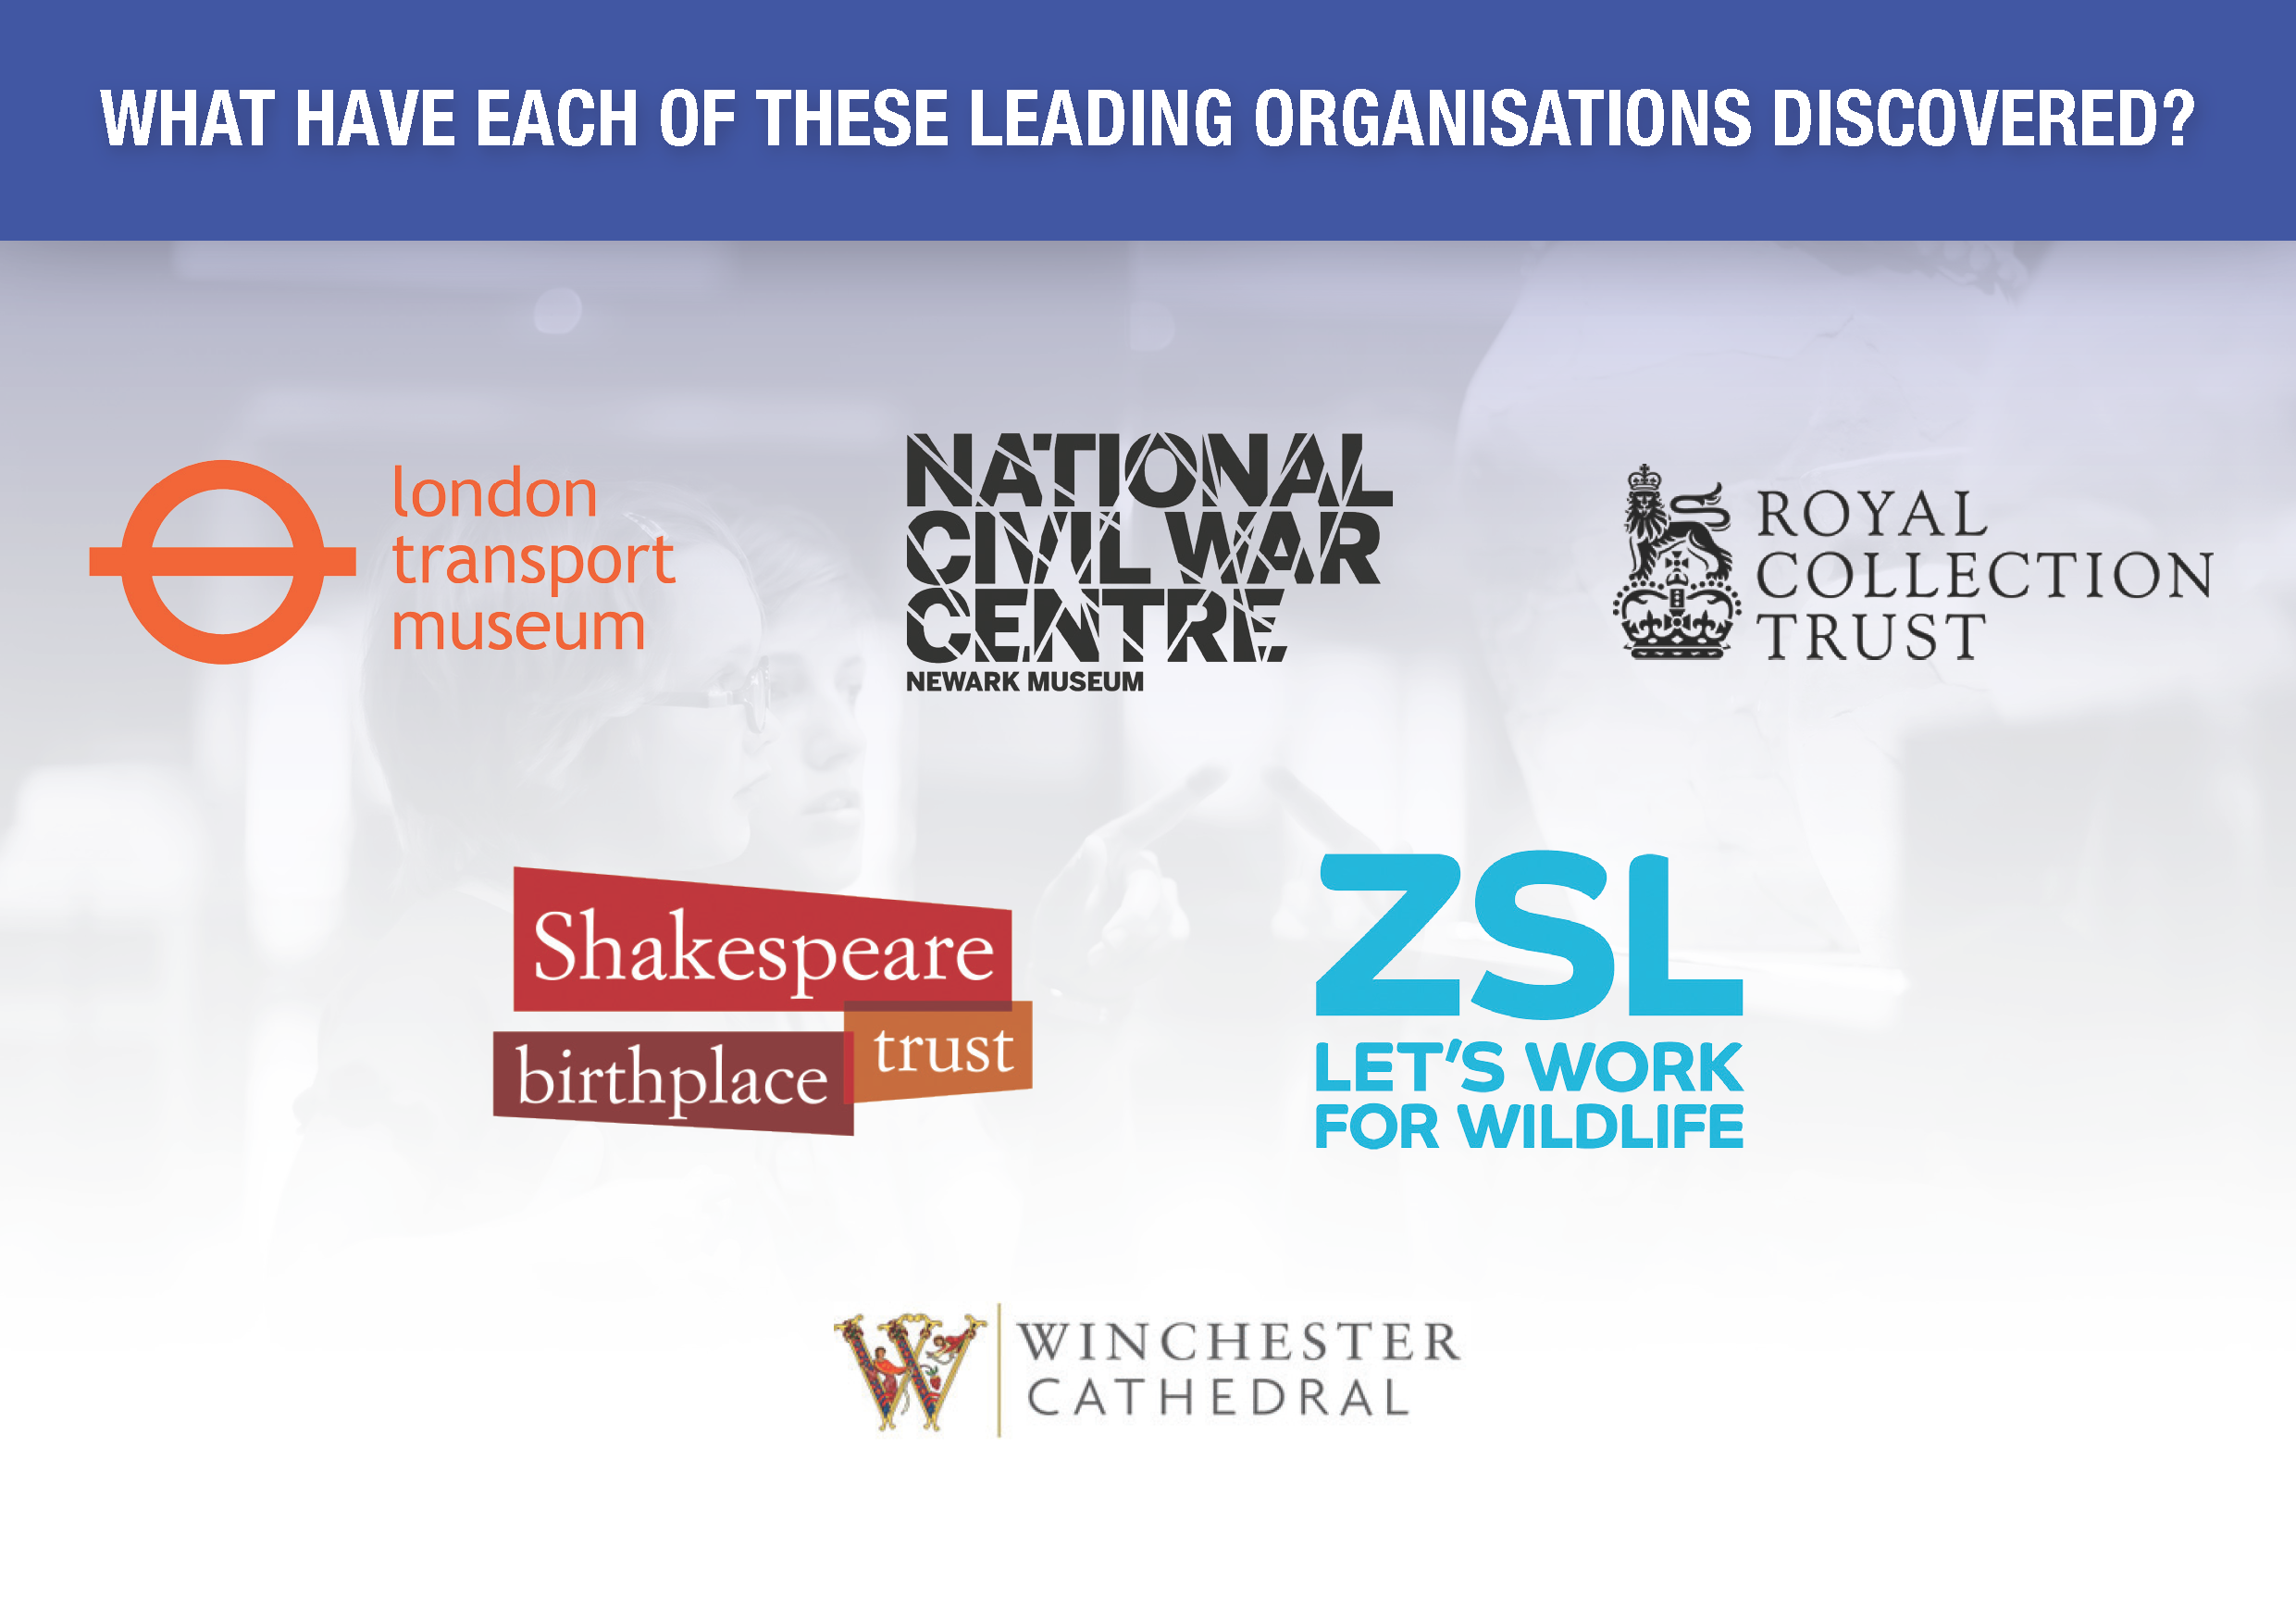 WHAT HAVE EACH OF THESE LEADING ORGANISATIONS DISCOVERED?
london
transport
museum
NATIONAL
CIVIL WAR
CENTRE
NEWARK MUSEUM
ROYAL
COLLECTION
TRUST
Shakespeare
birthplace
trust
ZSL
LET'S WORK
FOR WILDLIFE
W
WINCHESTER
CATHEDRAL